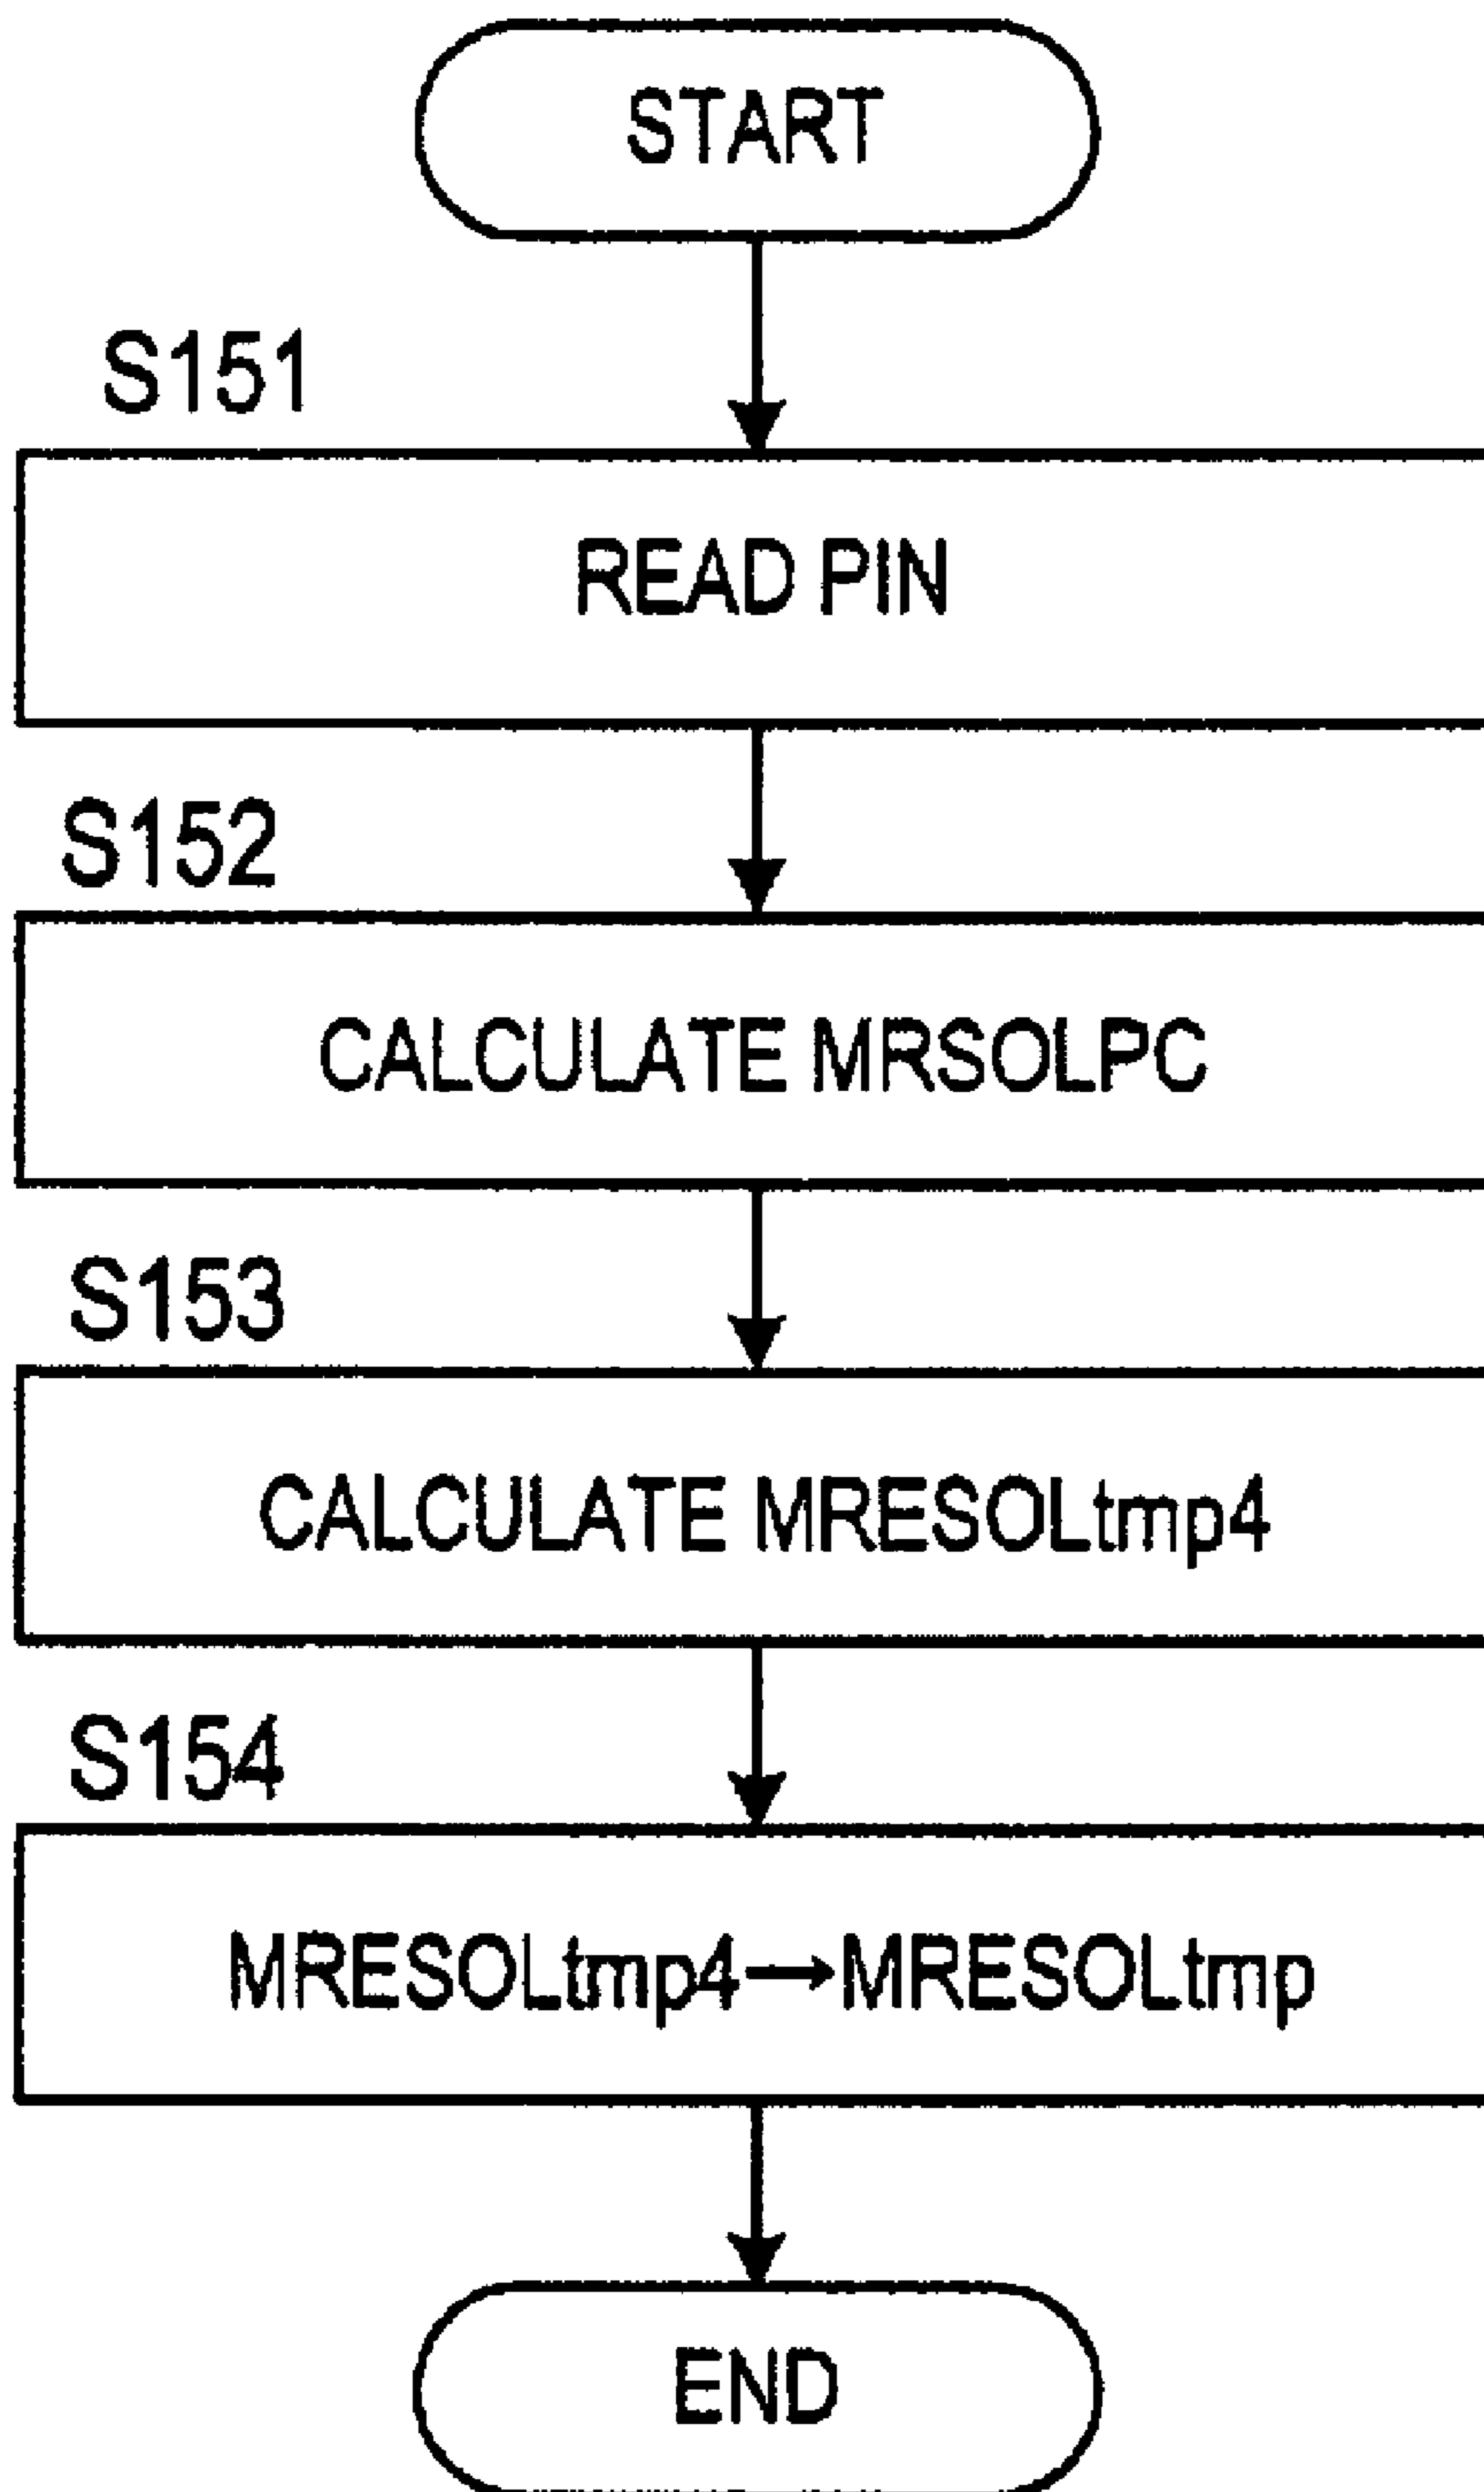 START
S151
READ PIN
S152
CALCULATE MRSOLPC
S153
CALCULATE MRESOLtmp4
S154
MRESOLtmp4→MRESOLtmp
END